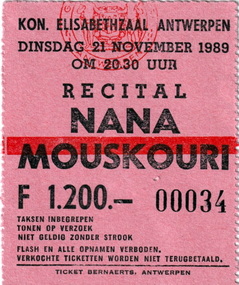 KON. ELISABETHZAAL ANTWERPEN
DINSDAG 21 NOVEMBER 1989
OM 20.30 UUR
RECITAL
NANA
MOUSKOURI
F 1.200.— 00034
TAKSEN INBEGREPEN
TONEN OP VERZOEK
NIET GELDIG ZONDER STROOK
FLASH EN ALLE OPNAMEN VERBODEN.
VERKOCHTE TICKETTEN WORDEN NIET TERUGBETAALD.
TICKET BERNAERTS, ANTWERPEN